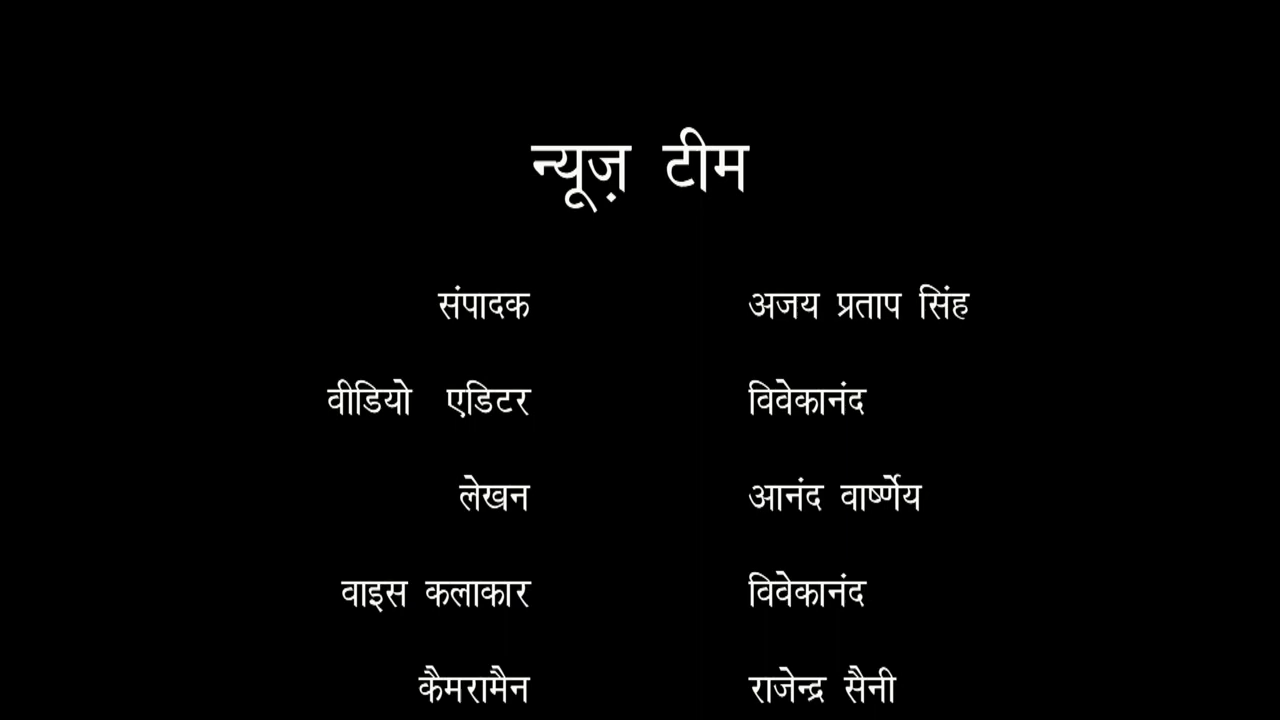 न्यूज़ टीम
संपादक अजय प्रताप सिंह
वीडियो एडिटर विवेकानंद
लेखन आनंद वार्ष्णेय
वाइस कलाकार विवेकानंद
कैमरामैन राजेन्द्र सैनी